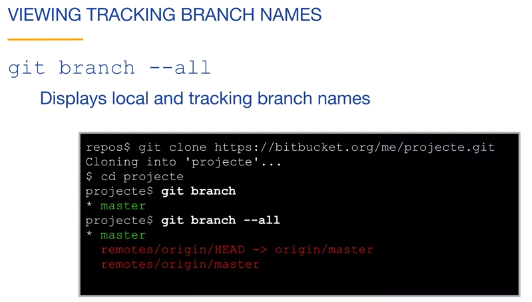 VIEWING TRACKING BRANCH NAMES
git branch --all
Displays local and tracking branch names
repos$ git clone https://bitbucket.org/me/projecte.git
Cloning into 'projecte'...
$ cd projecte
projecte$ git branch
* master
projecte$ git branch --all
* master
remotes/origin/HEAD -> origin/master
remotes/origin/master